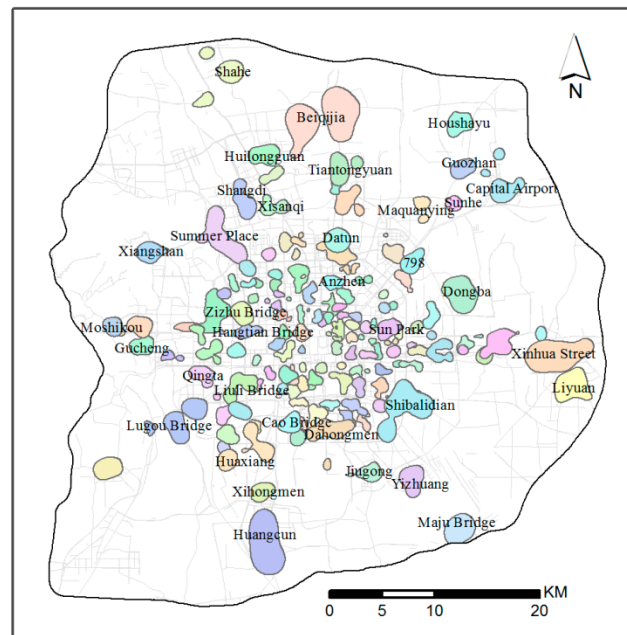 Shahe
Beiqijia
Houshayu
Huilongguan
Guozhan
Tiantongyuan
Capital Airport
Shangdi
Sunhe
Xisanqi
Maquanying
Summer Place
Datun
Xiangshan
798
Anzhen
Dongba
Zizhu Bridge
Moshikou
Hangtian Bridge
Sun Park
Gucheng
Xinhua Street
Qingta
Liyuan
Liuli Bridge
Shibalidian
Cao Bridge
Lugou Bridge
Dahongmen
Huaxiang
Jiugong
Yizhuang
Xihongmen
Maju Bridge
Huangcun
N
KM
0 5 10 20